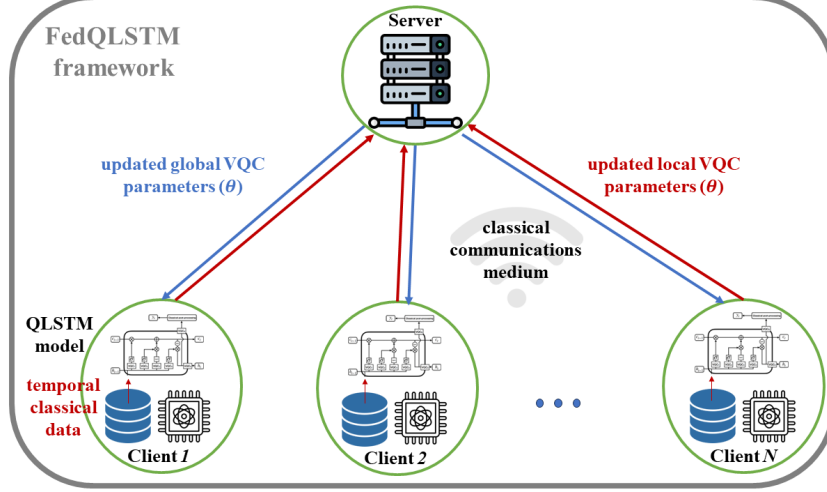 FedQLSTM
framework
Server
updated global VQC
parameters (θ)
updated local VQC
parameters (θ)
classical
communications
medium
QLSTM
model
temporal
classical
data
Client 1
Client 2
Client N